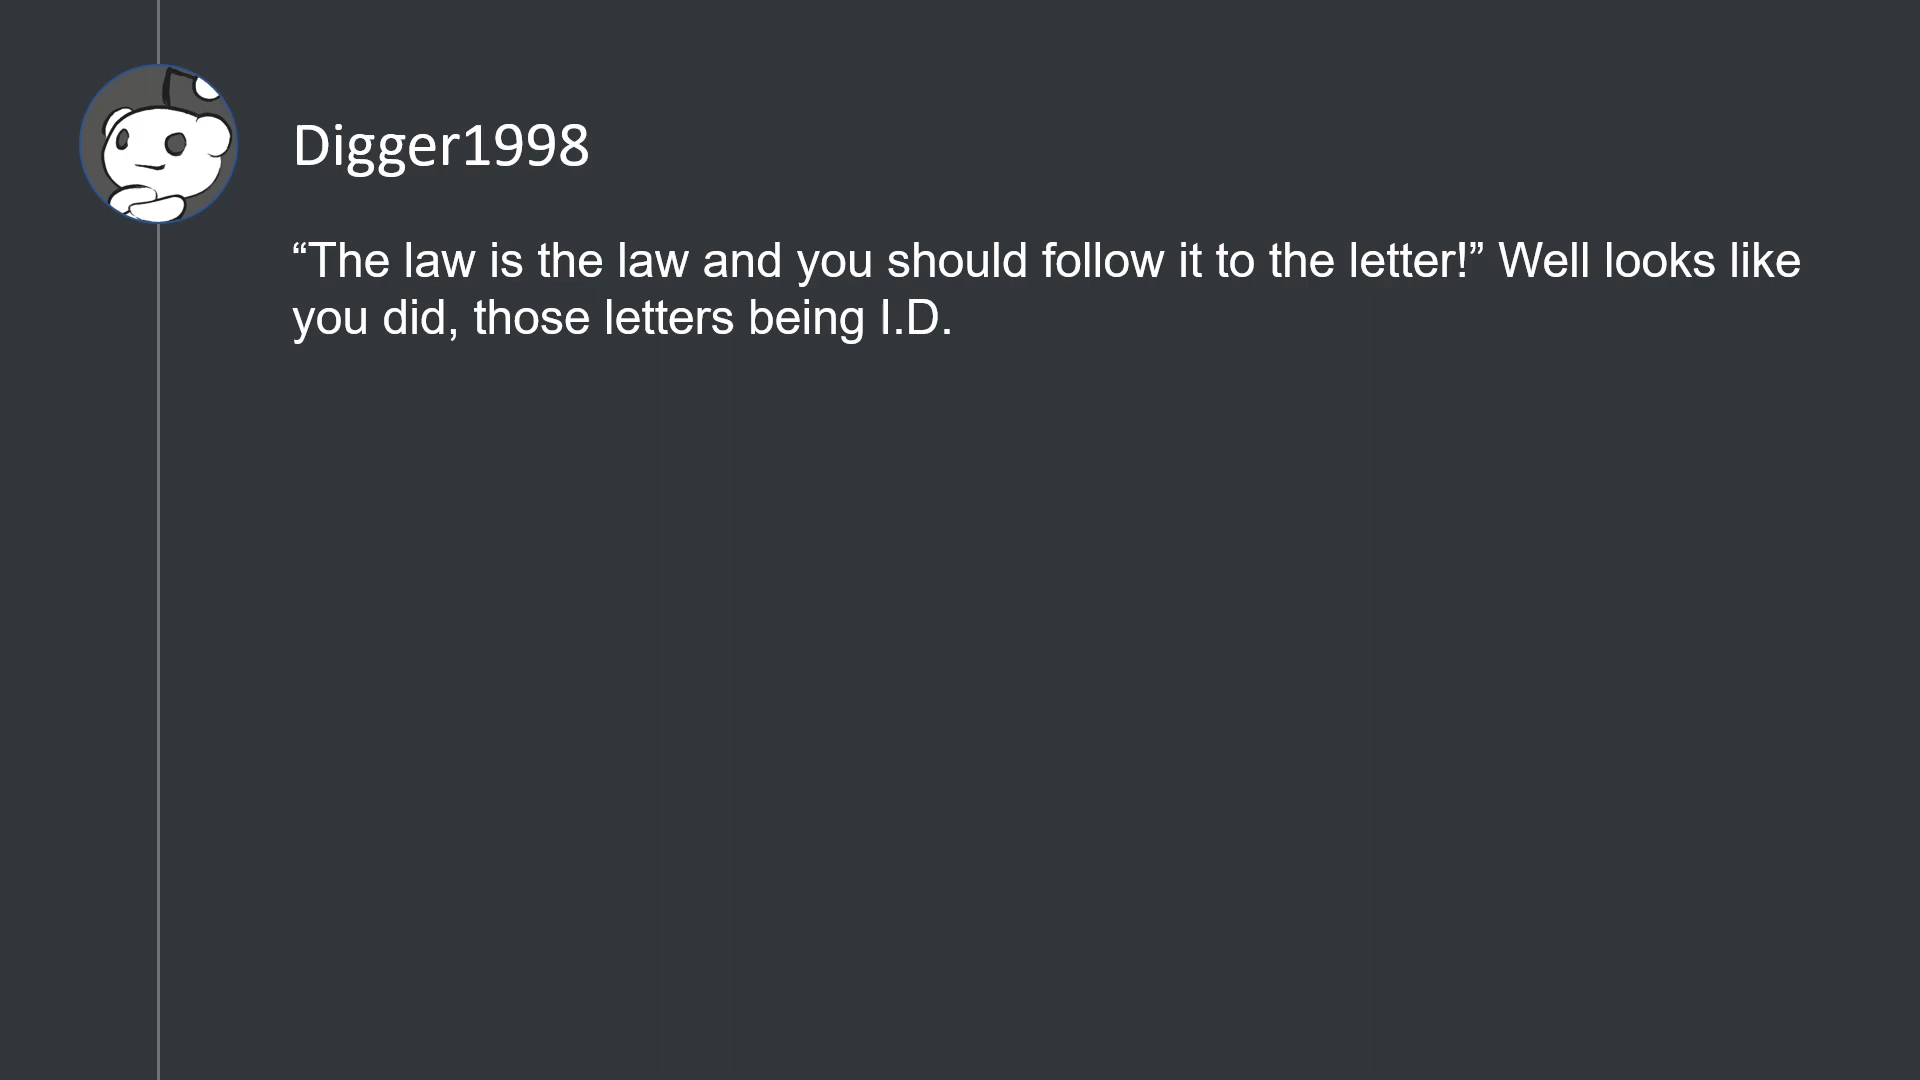 Digger1998
“The law is the law and you should follow it to the letter!” Well looks like
you did, those letters being I.D.